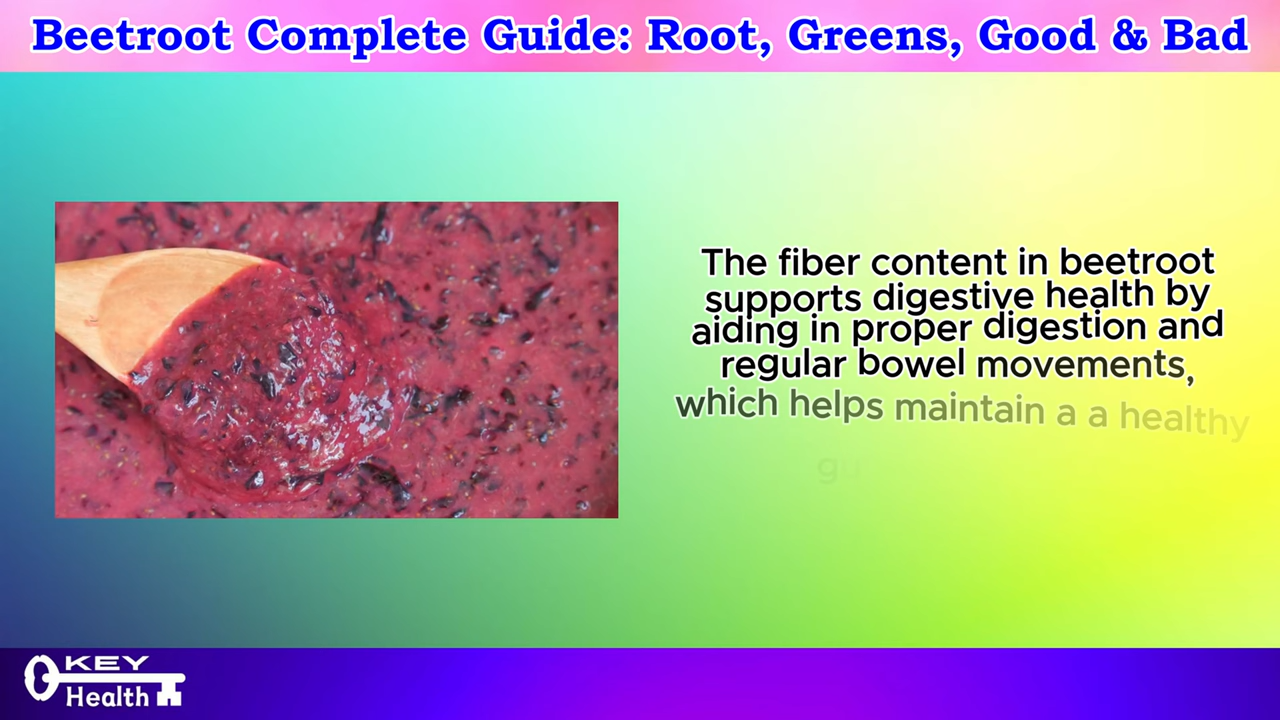 Beetroot Complete Guide: Root, Greens, Good & Bad
The fiber content in beetroot
supports digestive health by
aiding in proper digestion and
regular bowel movements,
which helps maintain a a healthy
gu
KEY
Health